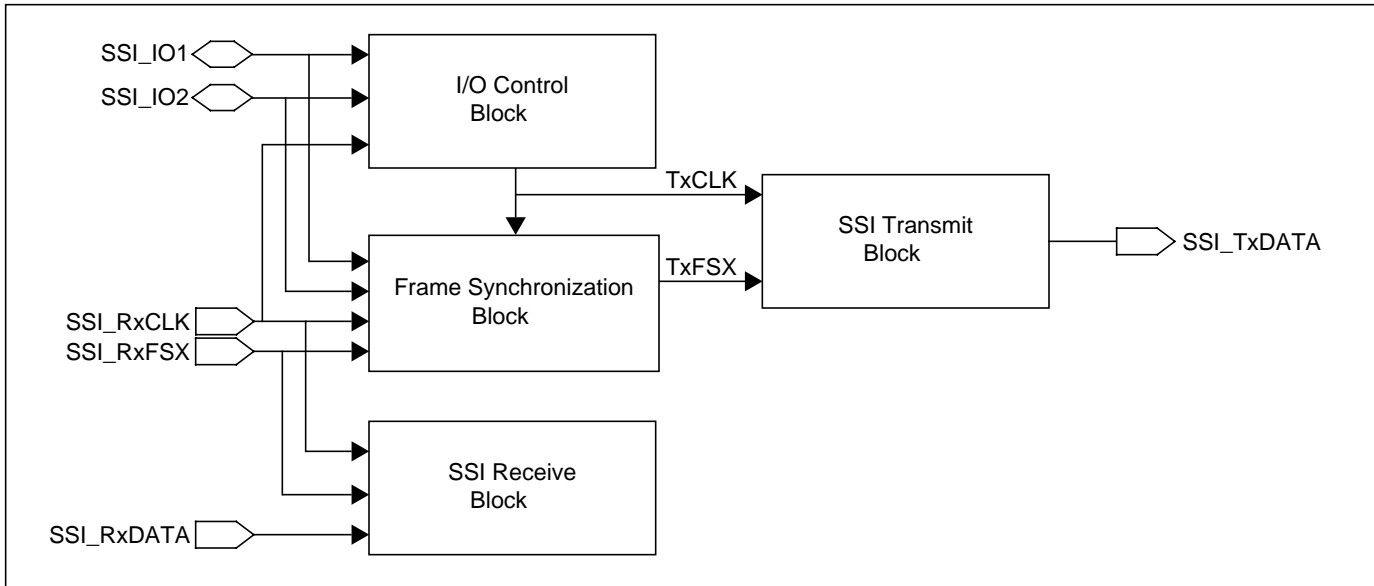 SSI_IO1
SSI_IO2
I/O Control
Block
TxCLK
SSI Transmit
Block
SSI_TxDATA
TxFSX
Frame Synchronization
Block
SSI_RxCLK
SSI_RxFSX
SSI Receive
Block
SSI_RxDATA